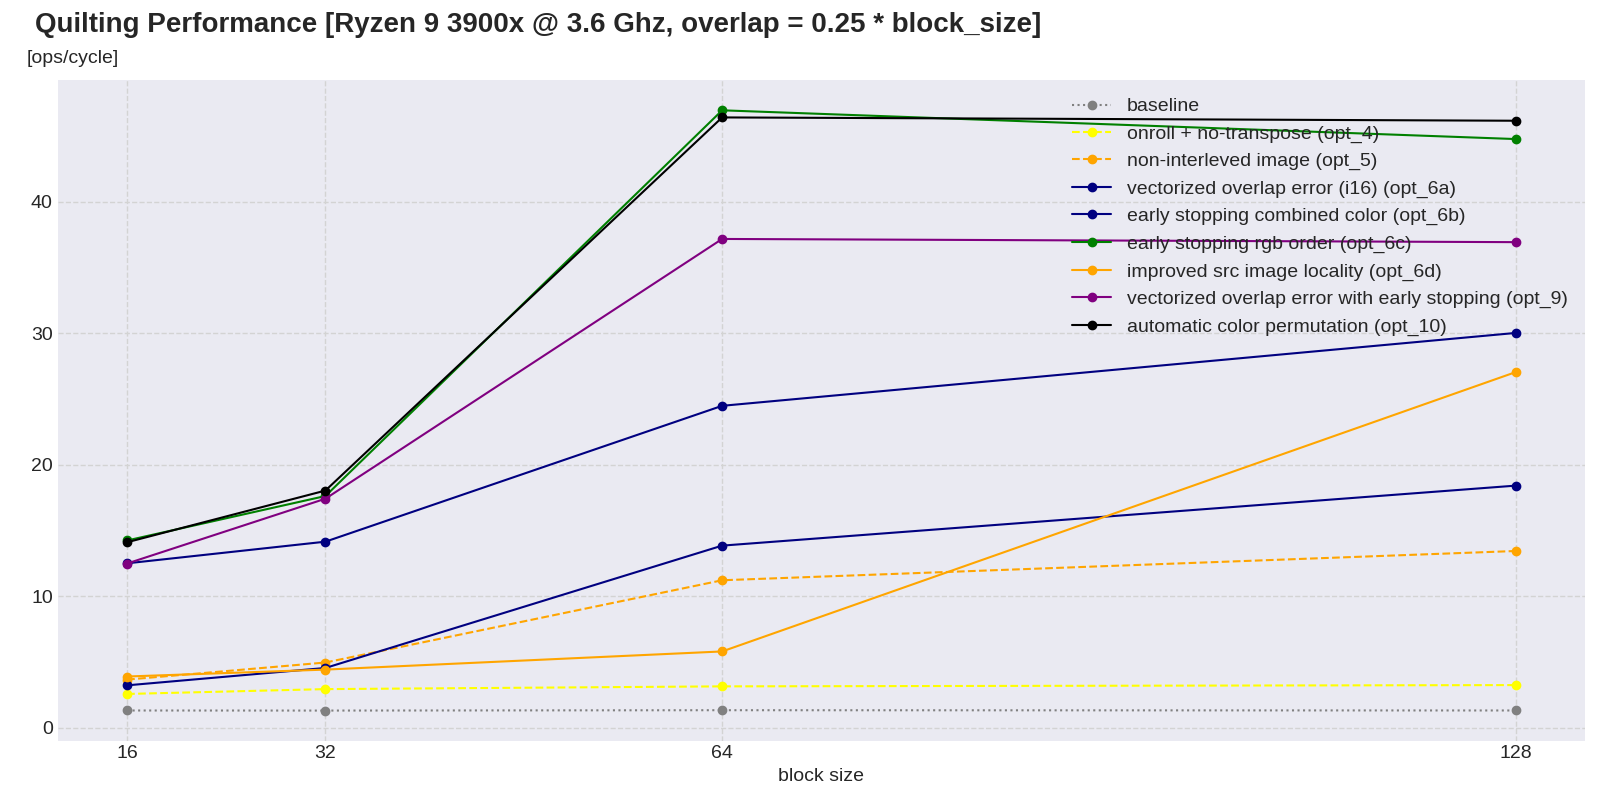 Quilting Performance [Ryzen 9 3900x @ 3.6 Ghz, overlap = 0.25 * block_size]
[ops/cycle]
baseline
onroll + no-transpose (opt_4)
non-interleved image (opt_5)
vectorized overlap error (i16) (opt_6a)
early stopping combined color (opt_6b)
early stopping rgb order (opt_6c)
improved src image locality (opt_6d)
vectorized overlap error with early stopping (opt_9)
automatic color permutation (opt_10)
40
30
20
10
0
16 32 64 128
block size